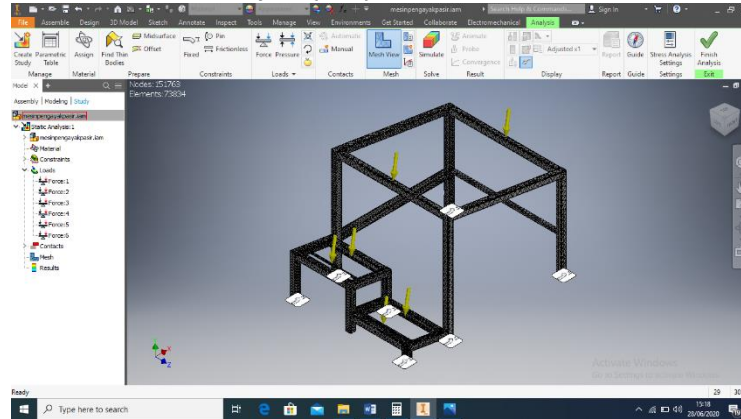 mesinpengayakpasir.iam
Search Help & Commands...
Sign In
File Assemble Design 3D Model Sketch Annotate Inspect Tools Manage View Environments Get Started Collaborate Electromechanical Analysis
Create Study
Parametric Table
Assign
Find Thin Bodies
Midsurface
Offset
Fixed
Pin
Frictionless
Force
Pressure
Automatic
Manual
Mesh View
Simulate
Animate
Probe
Convergence
Adjusted x1
Report
Guide
Stress Analysis Settings
Finish Analysis
Manage Material Prepare Constraints Loads Contacts Mesh Solve Result Display Report Guide Settings Exit
Model
Assembly | Modeling | Study
mesinpengayakpasir.iam
Static Analysis:1
mesinpengayakpasir.iam
Material
Constraints
Loads
Force:1
Force:2
Force:3
Force:4
Force:5
Force:6
Contacts
Mesh
Results
Nodes:151763
Elements:73834
Activate Windows
Ready
29 30
Type here to search
15:18
28/06/2020